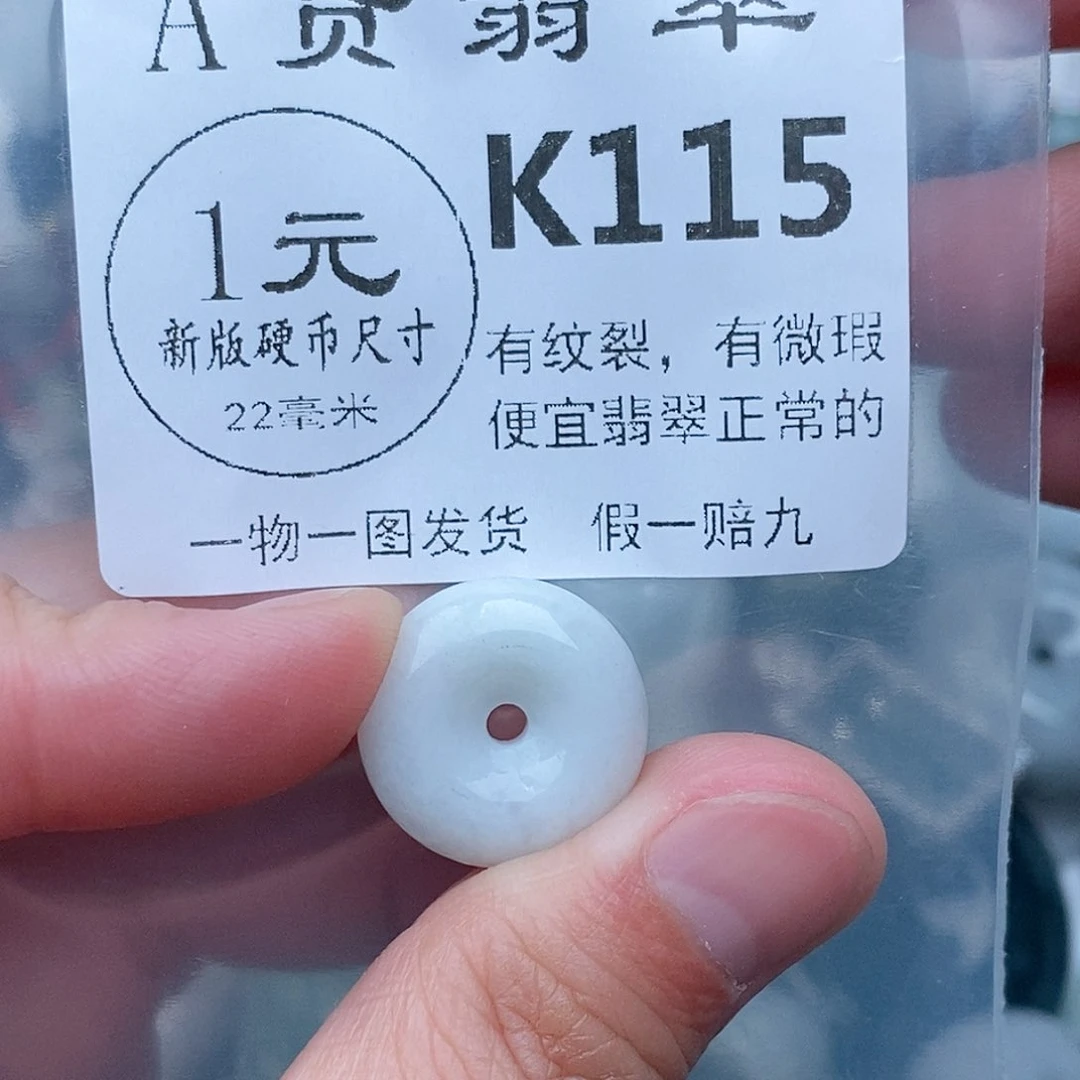 A货翡翠
K115
1元
新版硬币尺寸
22毫米
有纹裂，有微瑕
便宜翡翠正常的
一物一图发货 假一赔九